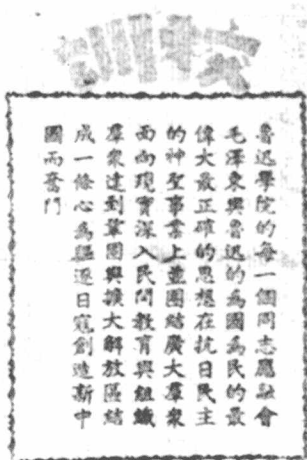 魯迅學院的每一個同志應融會
毛澤東與魯迅的為國為民的最
偉大最正確的思想在抗日民主
的神聖事業上並團結廣大羣衆
面向現實深入民間教育與組織
羣衆達到鞏固與擴大解放區結
成一條心為驅逐日寇創造新中
國而奮鬥